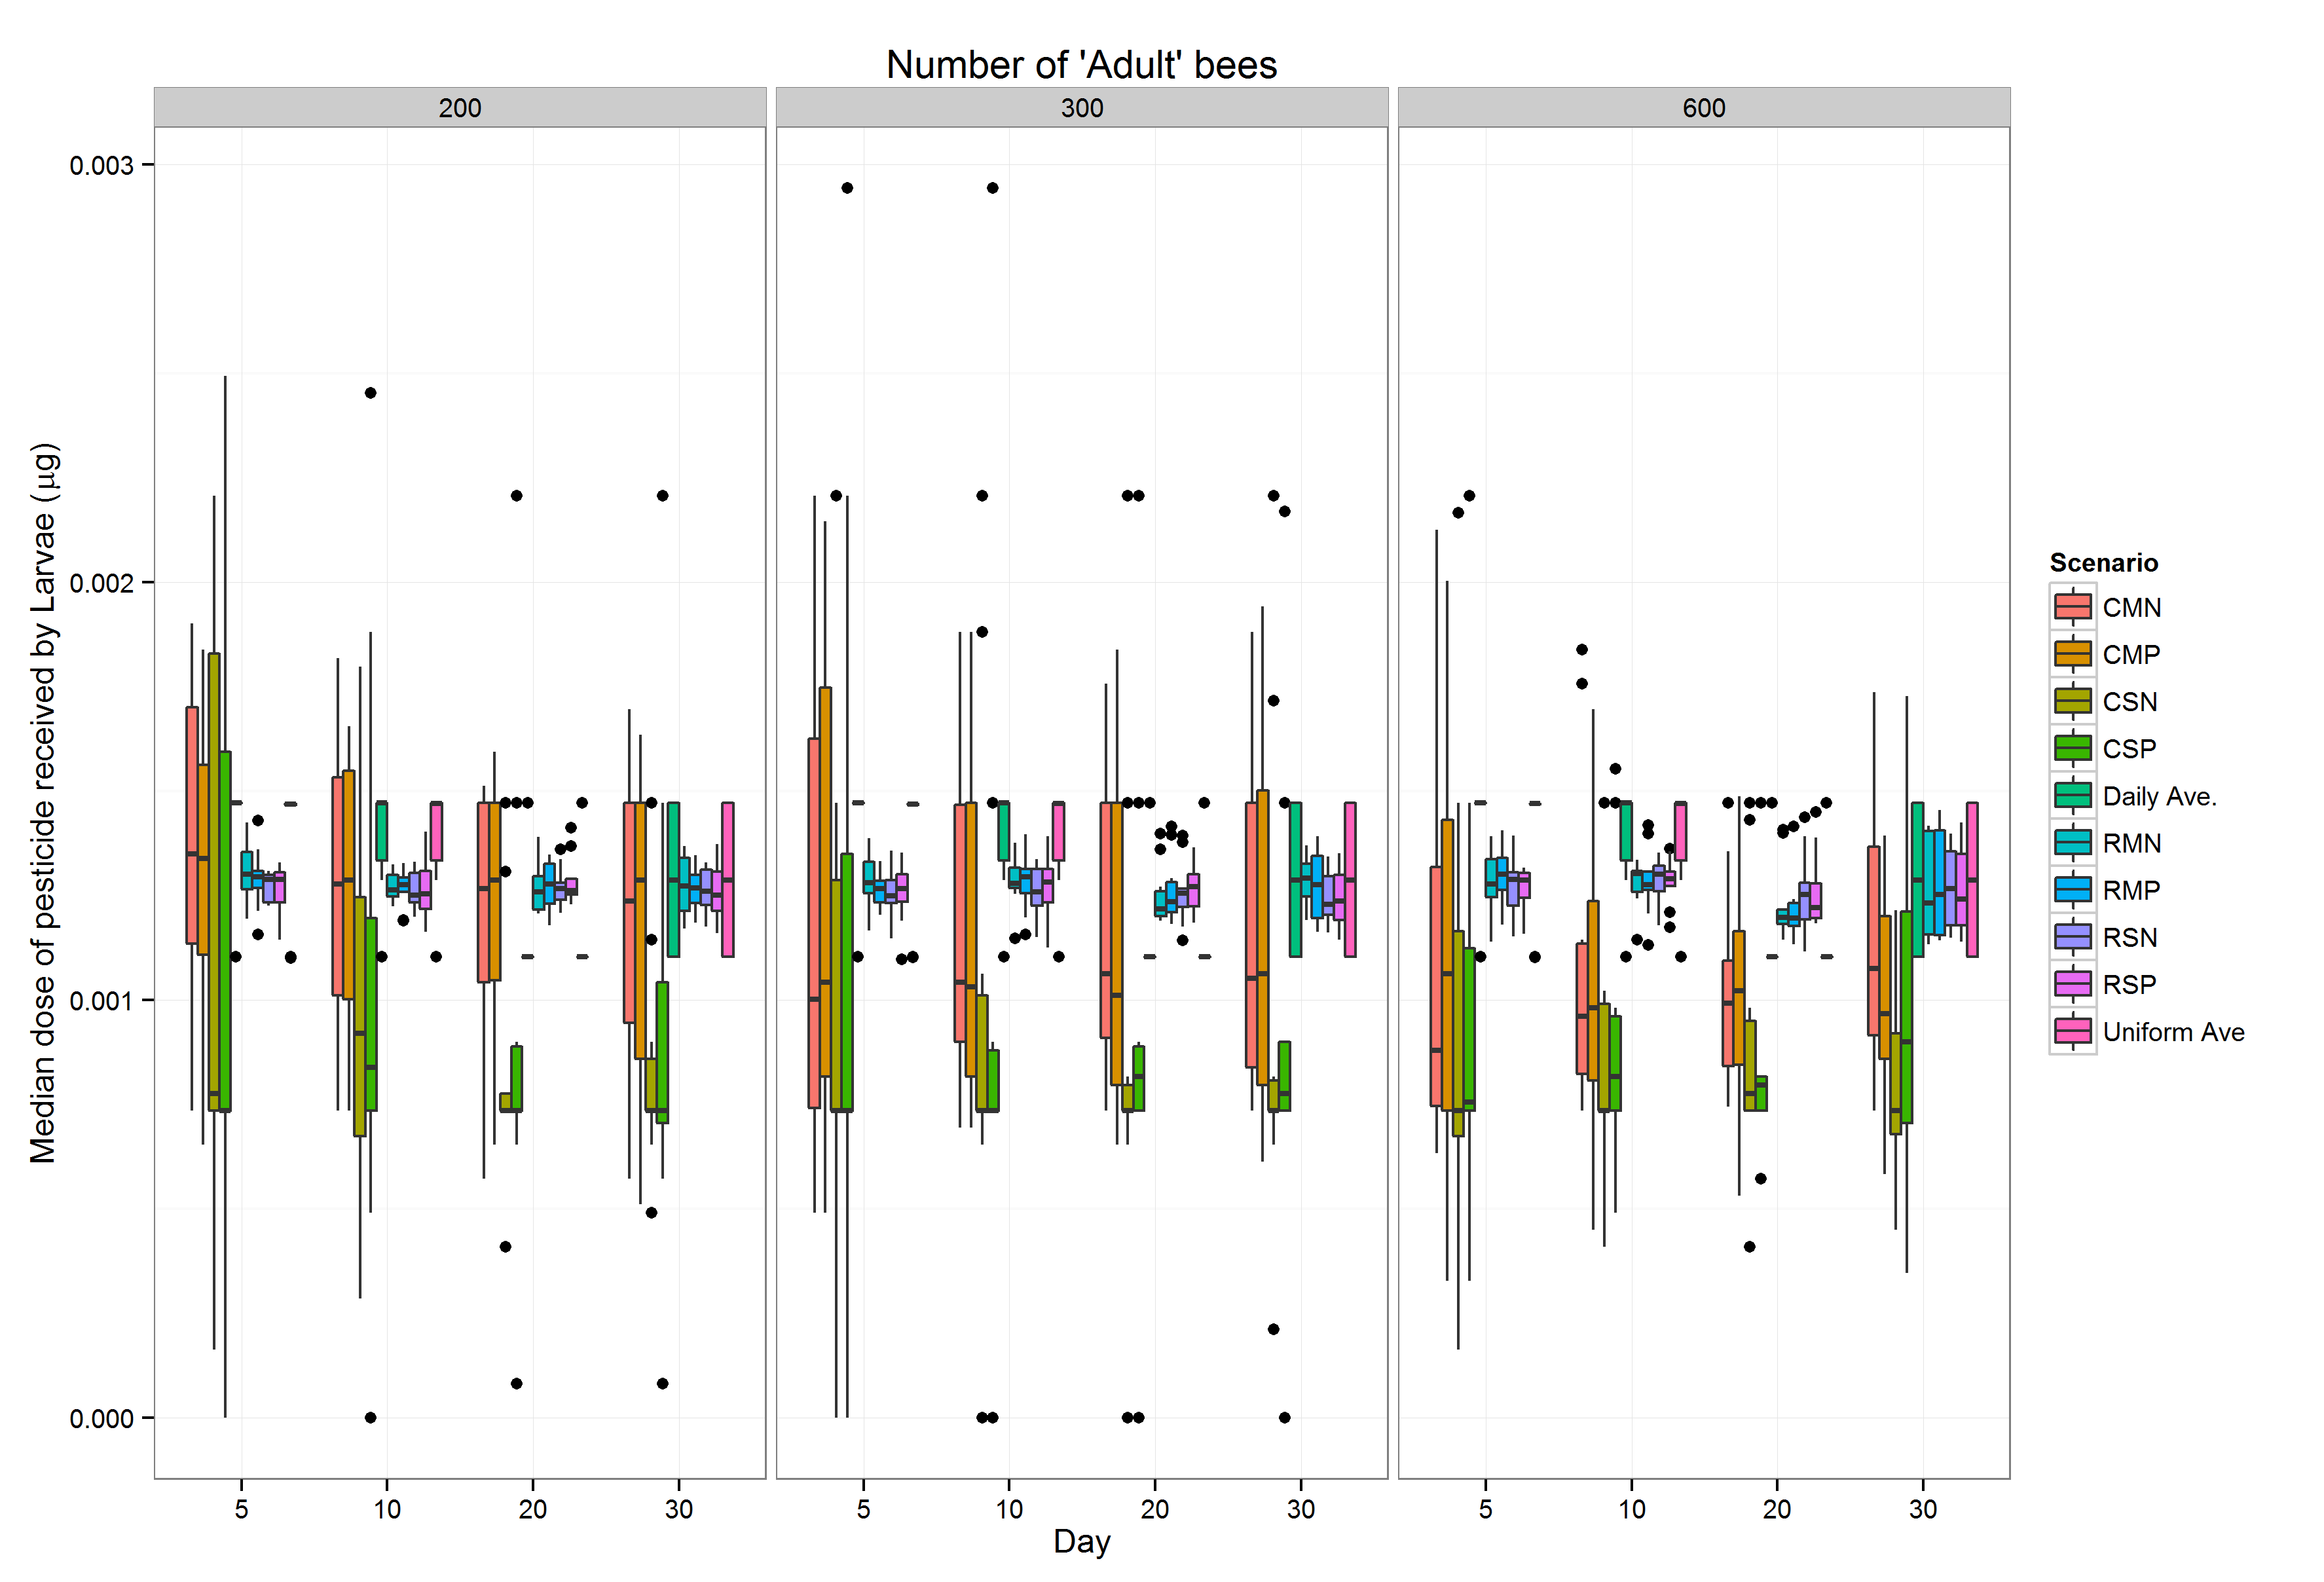 Number of 'Adult' bees
200
300
600
Median dose of pesticide received by Larvae (μg)
0.003
0.002
0.001
0.000
5
10
20
30
5
10
20
30
5
10
20
30
Day
Scenario
CMN
CMP
CSN
CSP
Daily Ave.
RMN
RMP
RSN
RSP
Uniform Ave